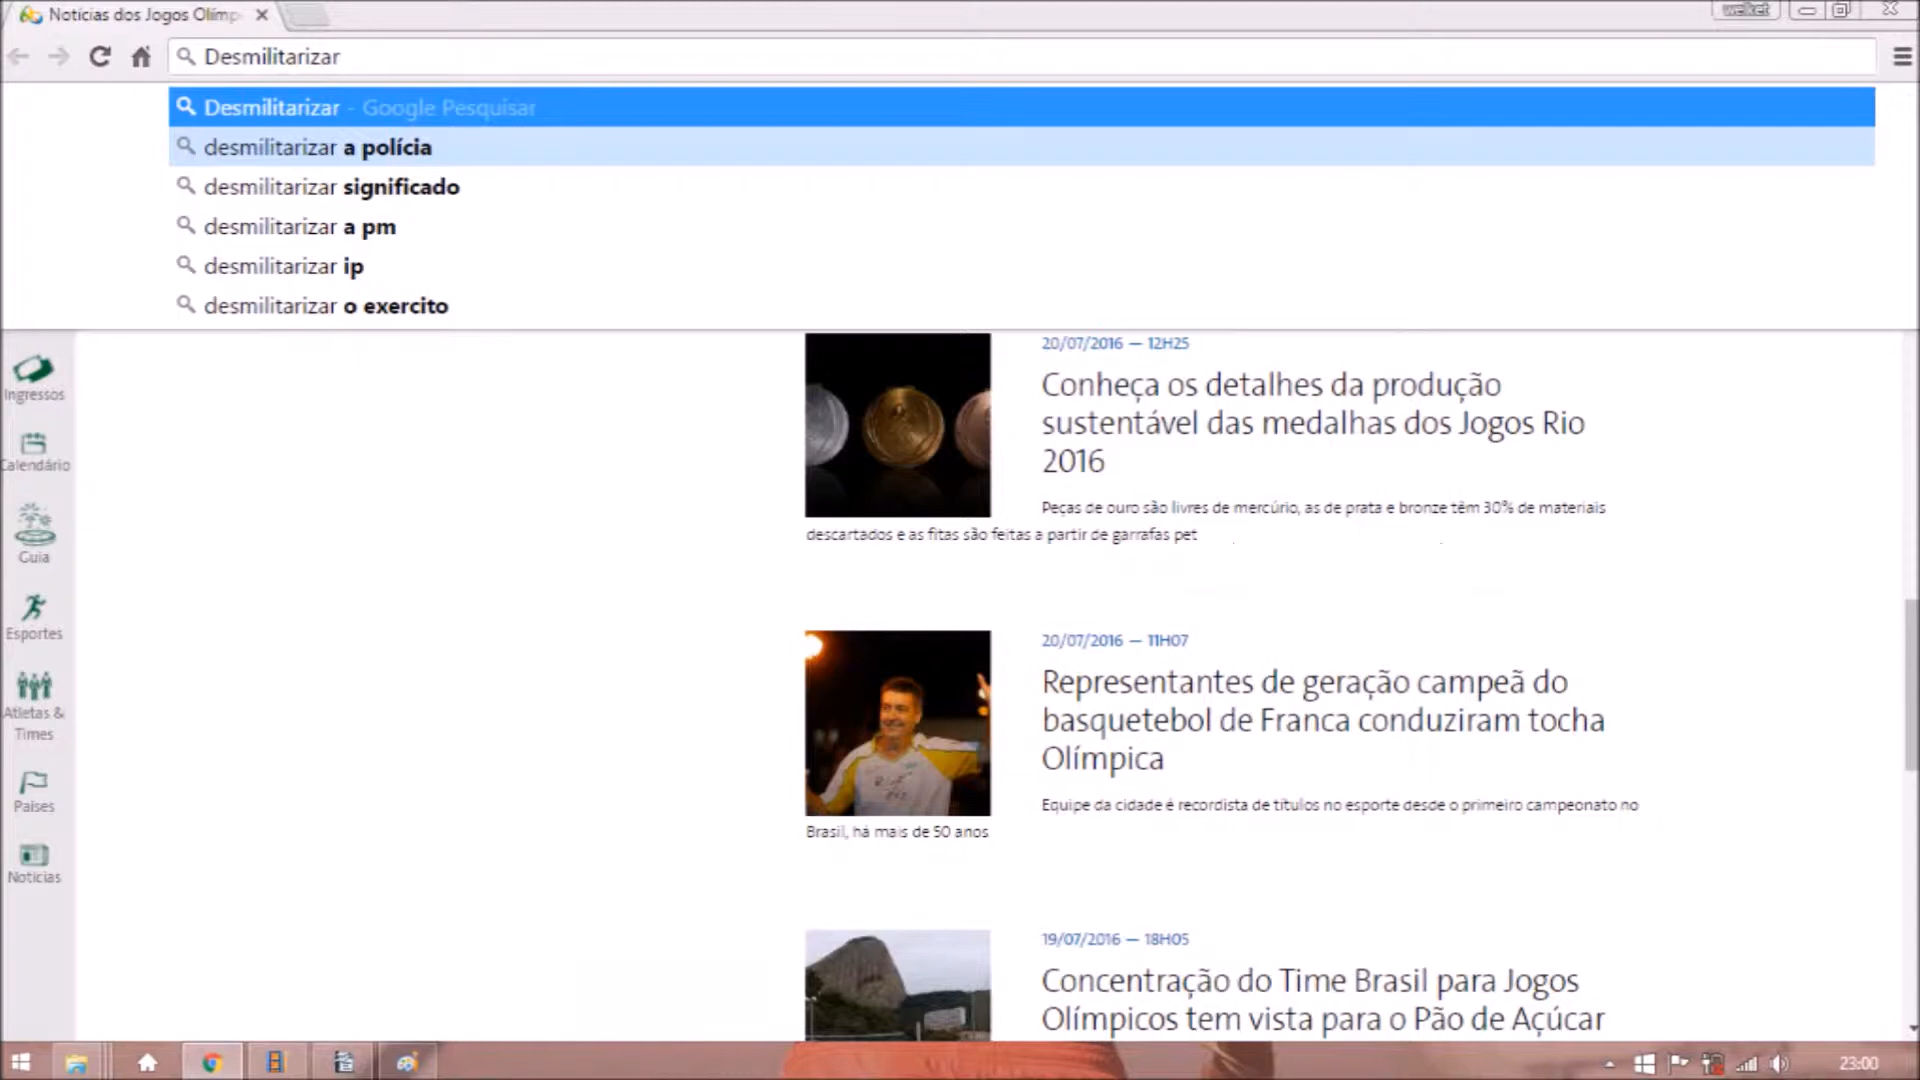 Notícias dos Jogos Olímp
welket
Desmilitarizar
Desmilitarizar - Google Pesquisar
desmilitarizar a polícia
desmilitarizar significado
desmilitarizar a pm
desmilitarizar ip
desmilitarizar o exercito
Ingressos
Calendário
Guia
Esportes
Atletas &
Times
Países
Notícias
20/07/2016 — 12H25
Conheça os detalhes da produção
sustentável das medalhas dos Jogos Rio
2016
Peças de ouro são livres de mercúrio, as de prata e bronze têm 30% de materiais
descartados e as fitas são feitas a partir de garrafas pet
20/07/2016 — 11H07
Representantes de geração campeã do
basquetebol de Franca conduziram tocha
Olímpica
Equipe da cidade é recordista de títulos no esporte desde o primeiro campeonato no
Brasil, há mais de 50 anos
19/07/2016 — 18H05
Concentração do Time Brasil para Jogos
Olímpicos tem vista para o Pão de Açúcar
23:00